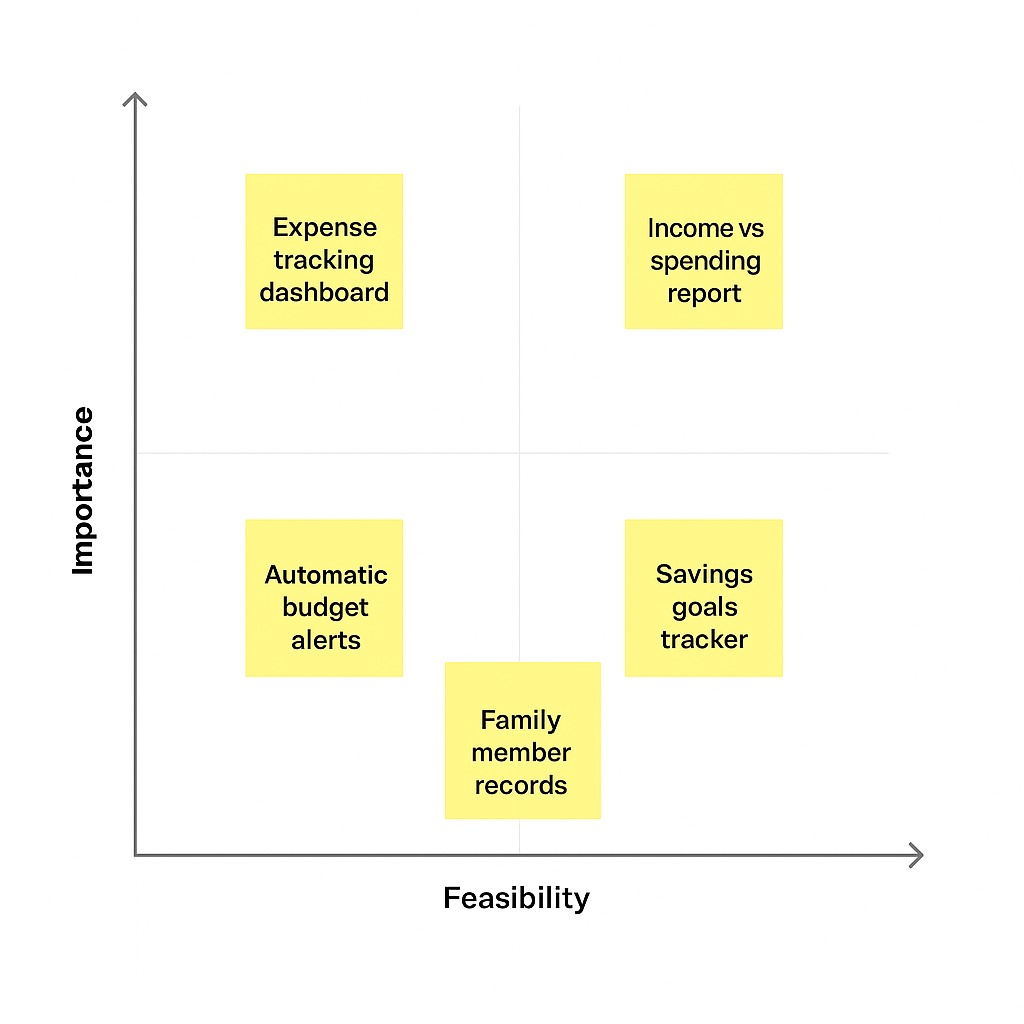 Expense
tracking
dashboard
Income vs
spending
report
Importance
Automatic
budget
alerts
Savings
goals
tracker
Family
member
records
Feasibility